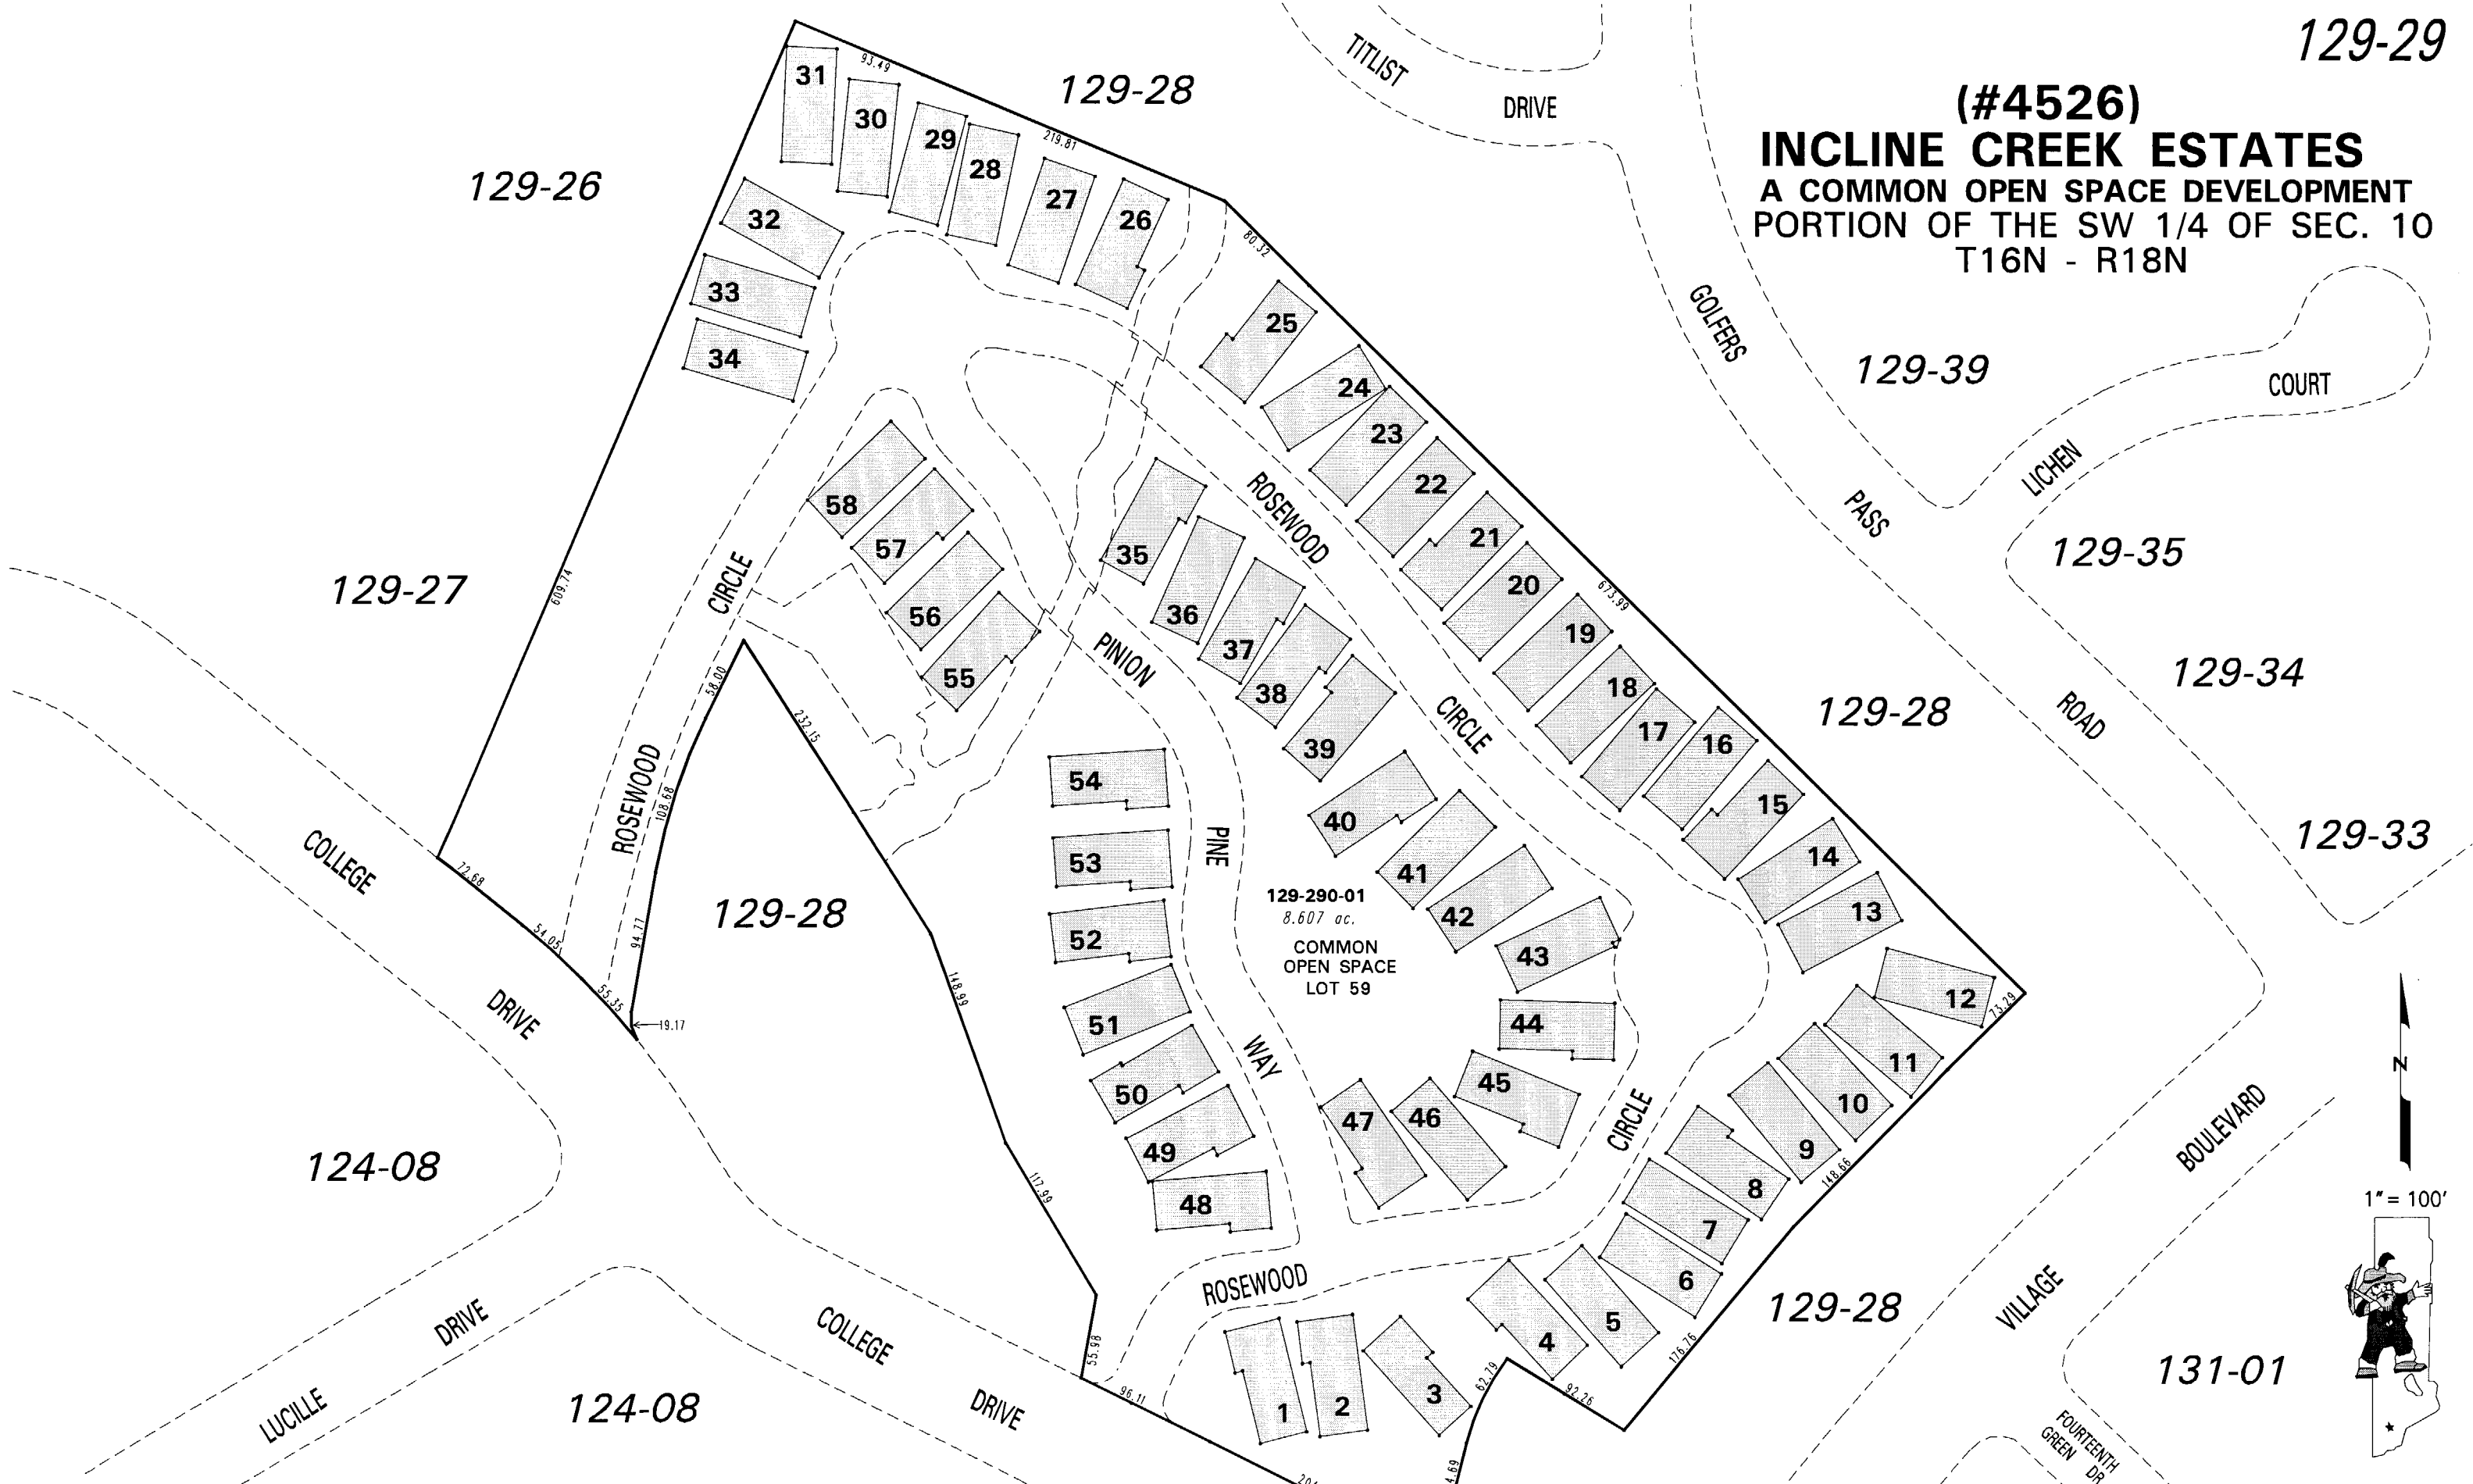 129-29
(#4526)
INCLINE CREEK ESTATES
A COMMON OPEN SPACE DEVELOPMENT
PORTION OF THE SW 1/4 OF SEC. 10
T16N - R18N
TITLIST
DRIVE
129-28
93.49
219.81
80.32
31
30
29
28
27
26
129-26
32
33
34
25
24
23
22
21
20
19
18
17
16
15
14
13
12
11
10
9
8
7
6
5
4
3
2
1
GOLFERS
PASS
ROAD
129-39
COURT
LICHEN
129-35
129-34
129-33
129-28
673.99
73.29
148.66
176.76
92.26
62.79
129-27
609.74
ROSEWOOD
CIRCLE
58
57
56
55
58.00
232.15
108.68
94.77
19.17
72.68
54.05
55.35
129-28
148.99
117.99
55.98
96.11
35
36
37
38
39
40
41
42
43
44
45
46
47
ROSEWOOD
CIRCLE
CIRCLE
PINION
PINE
WAY
54
53
52
51
50
49
48
129-290-01
8.607 ac.
COMMON
OPEN SPACE
LOT 59
ROSEWOOD
COLLEGE
DRIVE
124-08
LUCILLE
DRIVE
124-08
COLLEGE
DRIVE
129-28
VILLAGE
BOULEVARD
131-01
FOURTEENTH
GREEN DR
N
1"= 100'